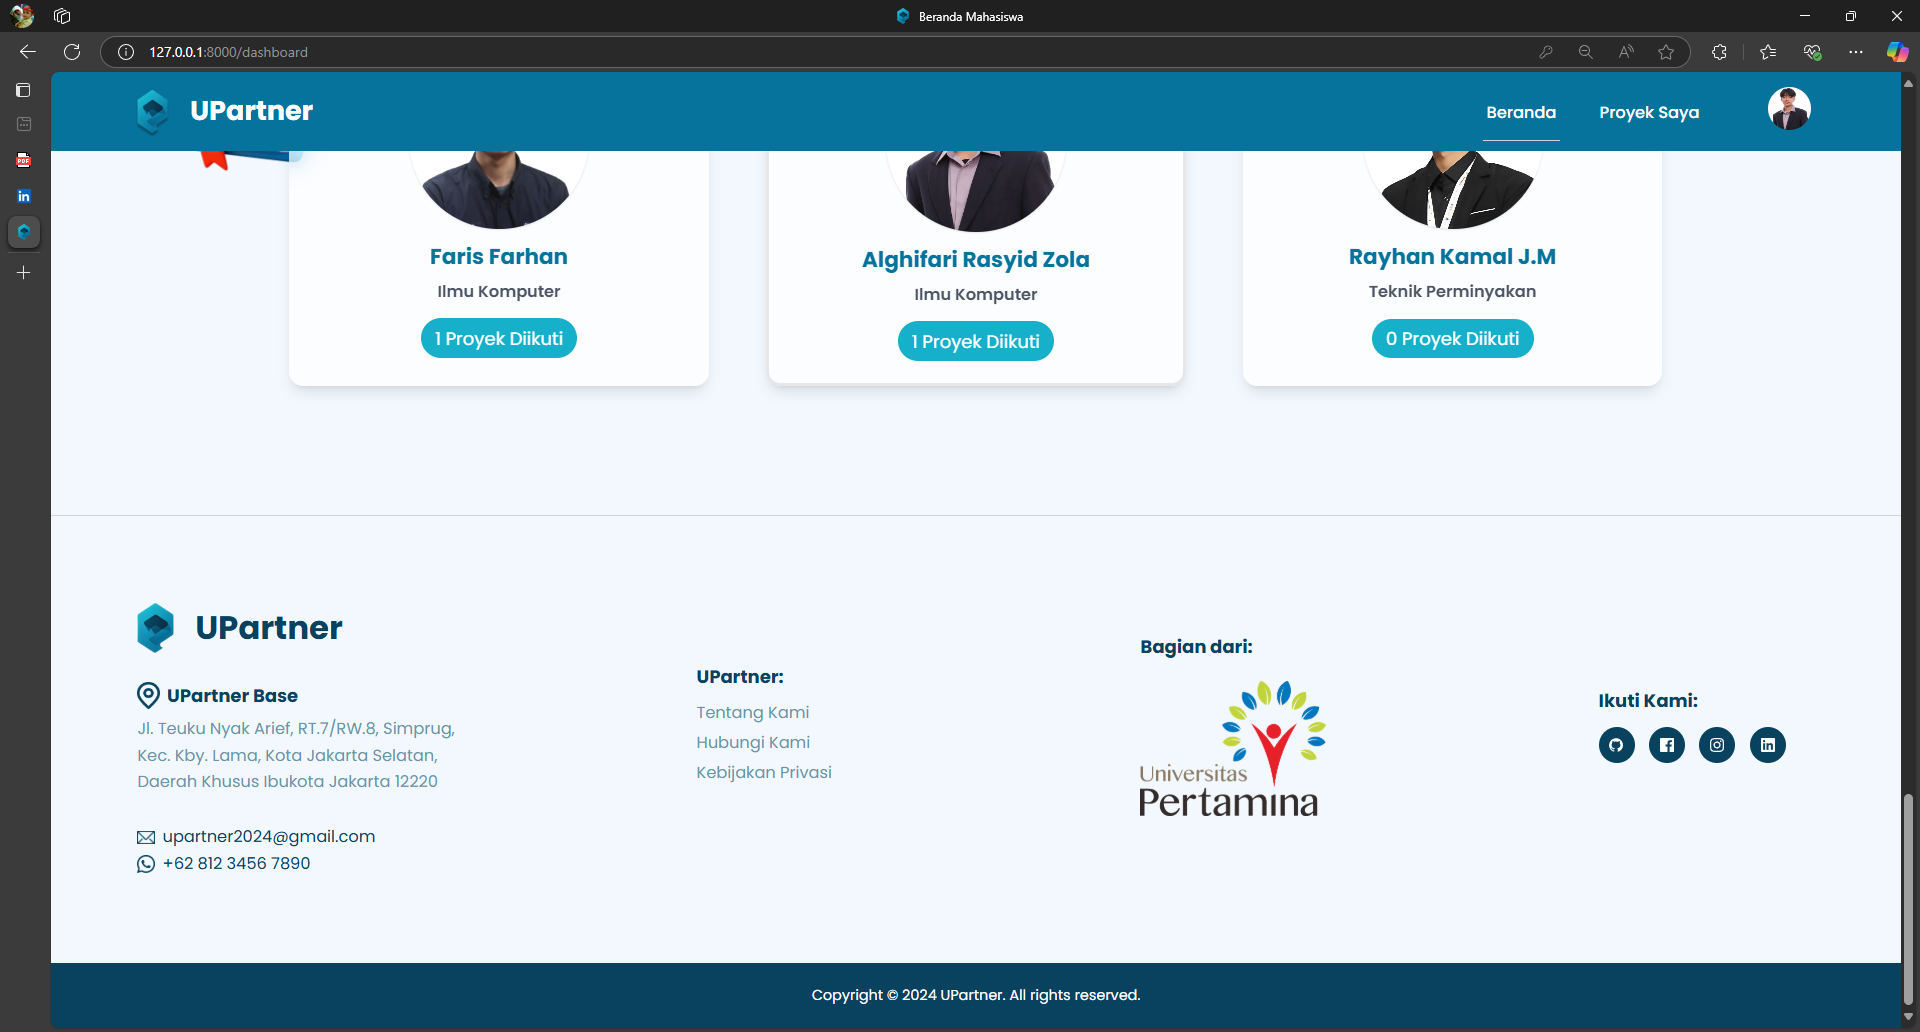 Beranda Mahasiswa
127.0.0.1:8000/dashboard
UPartner
Beranda
Proyek Saya
Faris Farhan
Ilmu Komputer
1 Proyek Diikuti
Alghifari Rasyid Zola
Ilmu Komputer
1 Proyek Diikuti
Rayhan Kamal J.M
Teknik Perminyakan
0 Proyek Diikuti
UPartner
UPartner Base
Jl. Teuku Nyak Arief, RT.7/RW.8, Simprug,
Kec. Kby. Lama, Kota Jakarta Selatan,
Daerah Khusus Ibukota Jakarta 12220
upartner2024@gmail.com
+62 812 3456 7890
UPartner:
Tentang Kami
Hubungi Kami
Kebijakan Privasi
Bagian dari:
Universitas
Pertamina
Ikuti Kami:
Copyright © 2024 UPartner. All rights reserved.